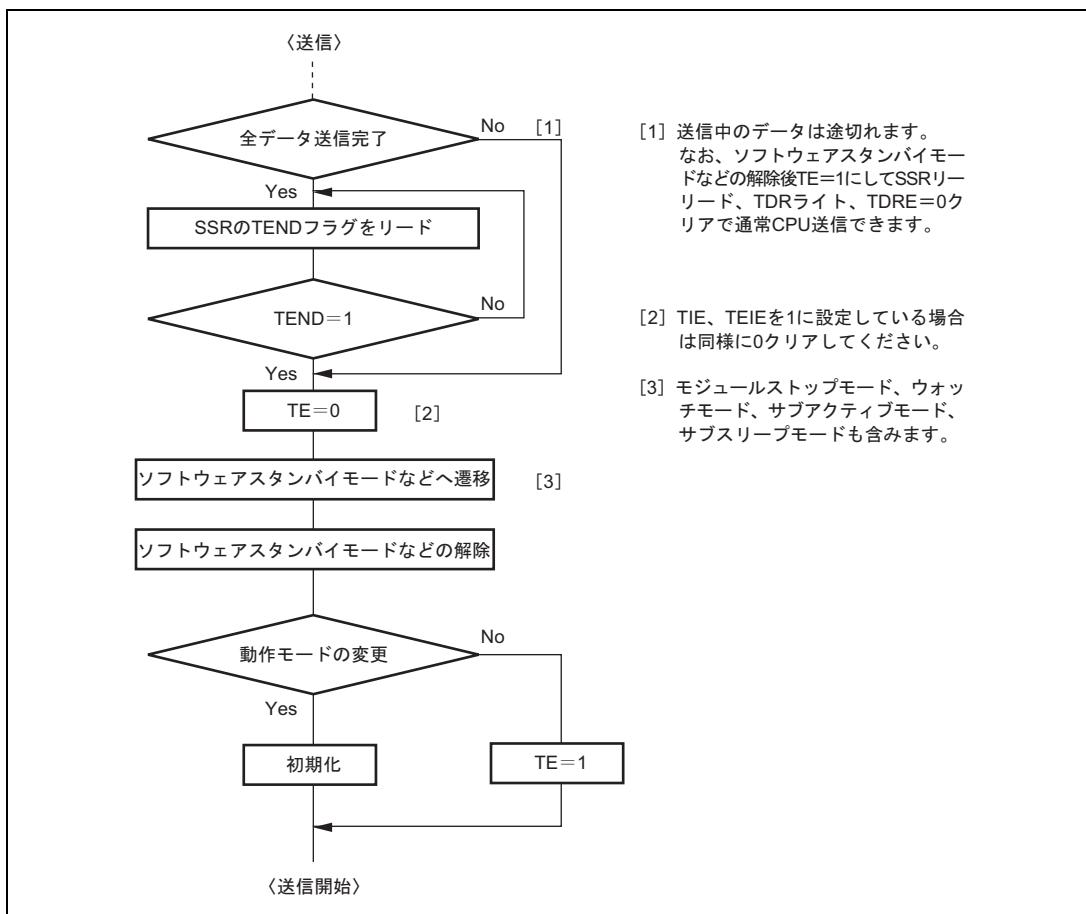 〈送信〉
全データ送信完了
No [1]
Yes
SSRのTENDフラグをリード
TEND＝1
No
Yes
TE＝0
[2]
ソフトウェアスタンバイモードなどへ遷移
[3]
ソフトウェアスタンバイモードなどの解除
動作モードの変更
No
Yes
初期化
TE＝1
〈送信開始〉
[1] 送信中のデータは途切れます。
なお、ソフトウェアスタンバイモー
ドなどの解除後TE＝1にしてSSRリー
リード、TDRライト、TDRE＝0ク
リアで通常CPU送信できます。
[2] TIE、TEIEを1に設定している場合
は同様に0クリアしてください。
[3] モジュールストップモード、ウォッ
チモード、サブアクティブモード、
サブスリープモードも含みます。